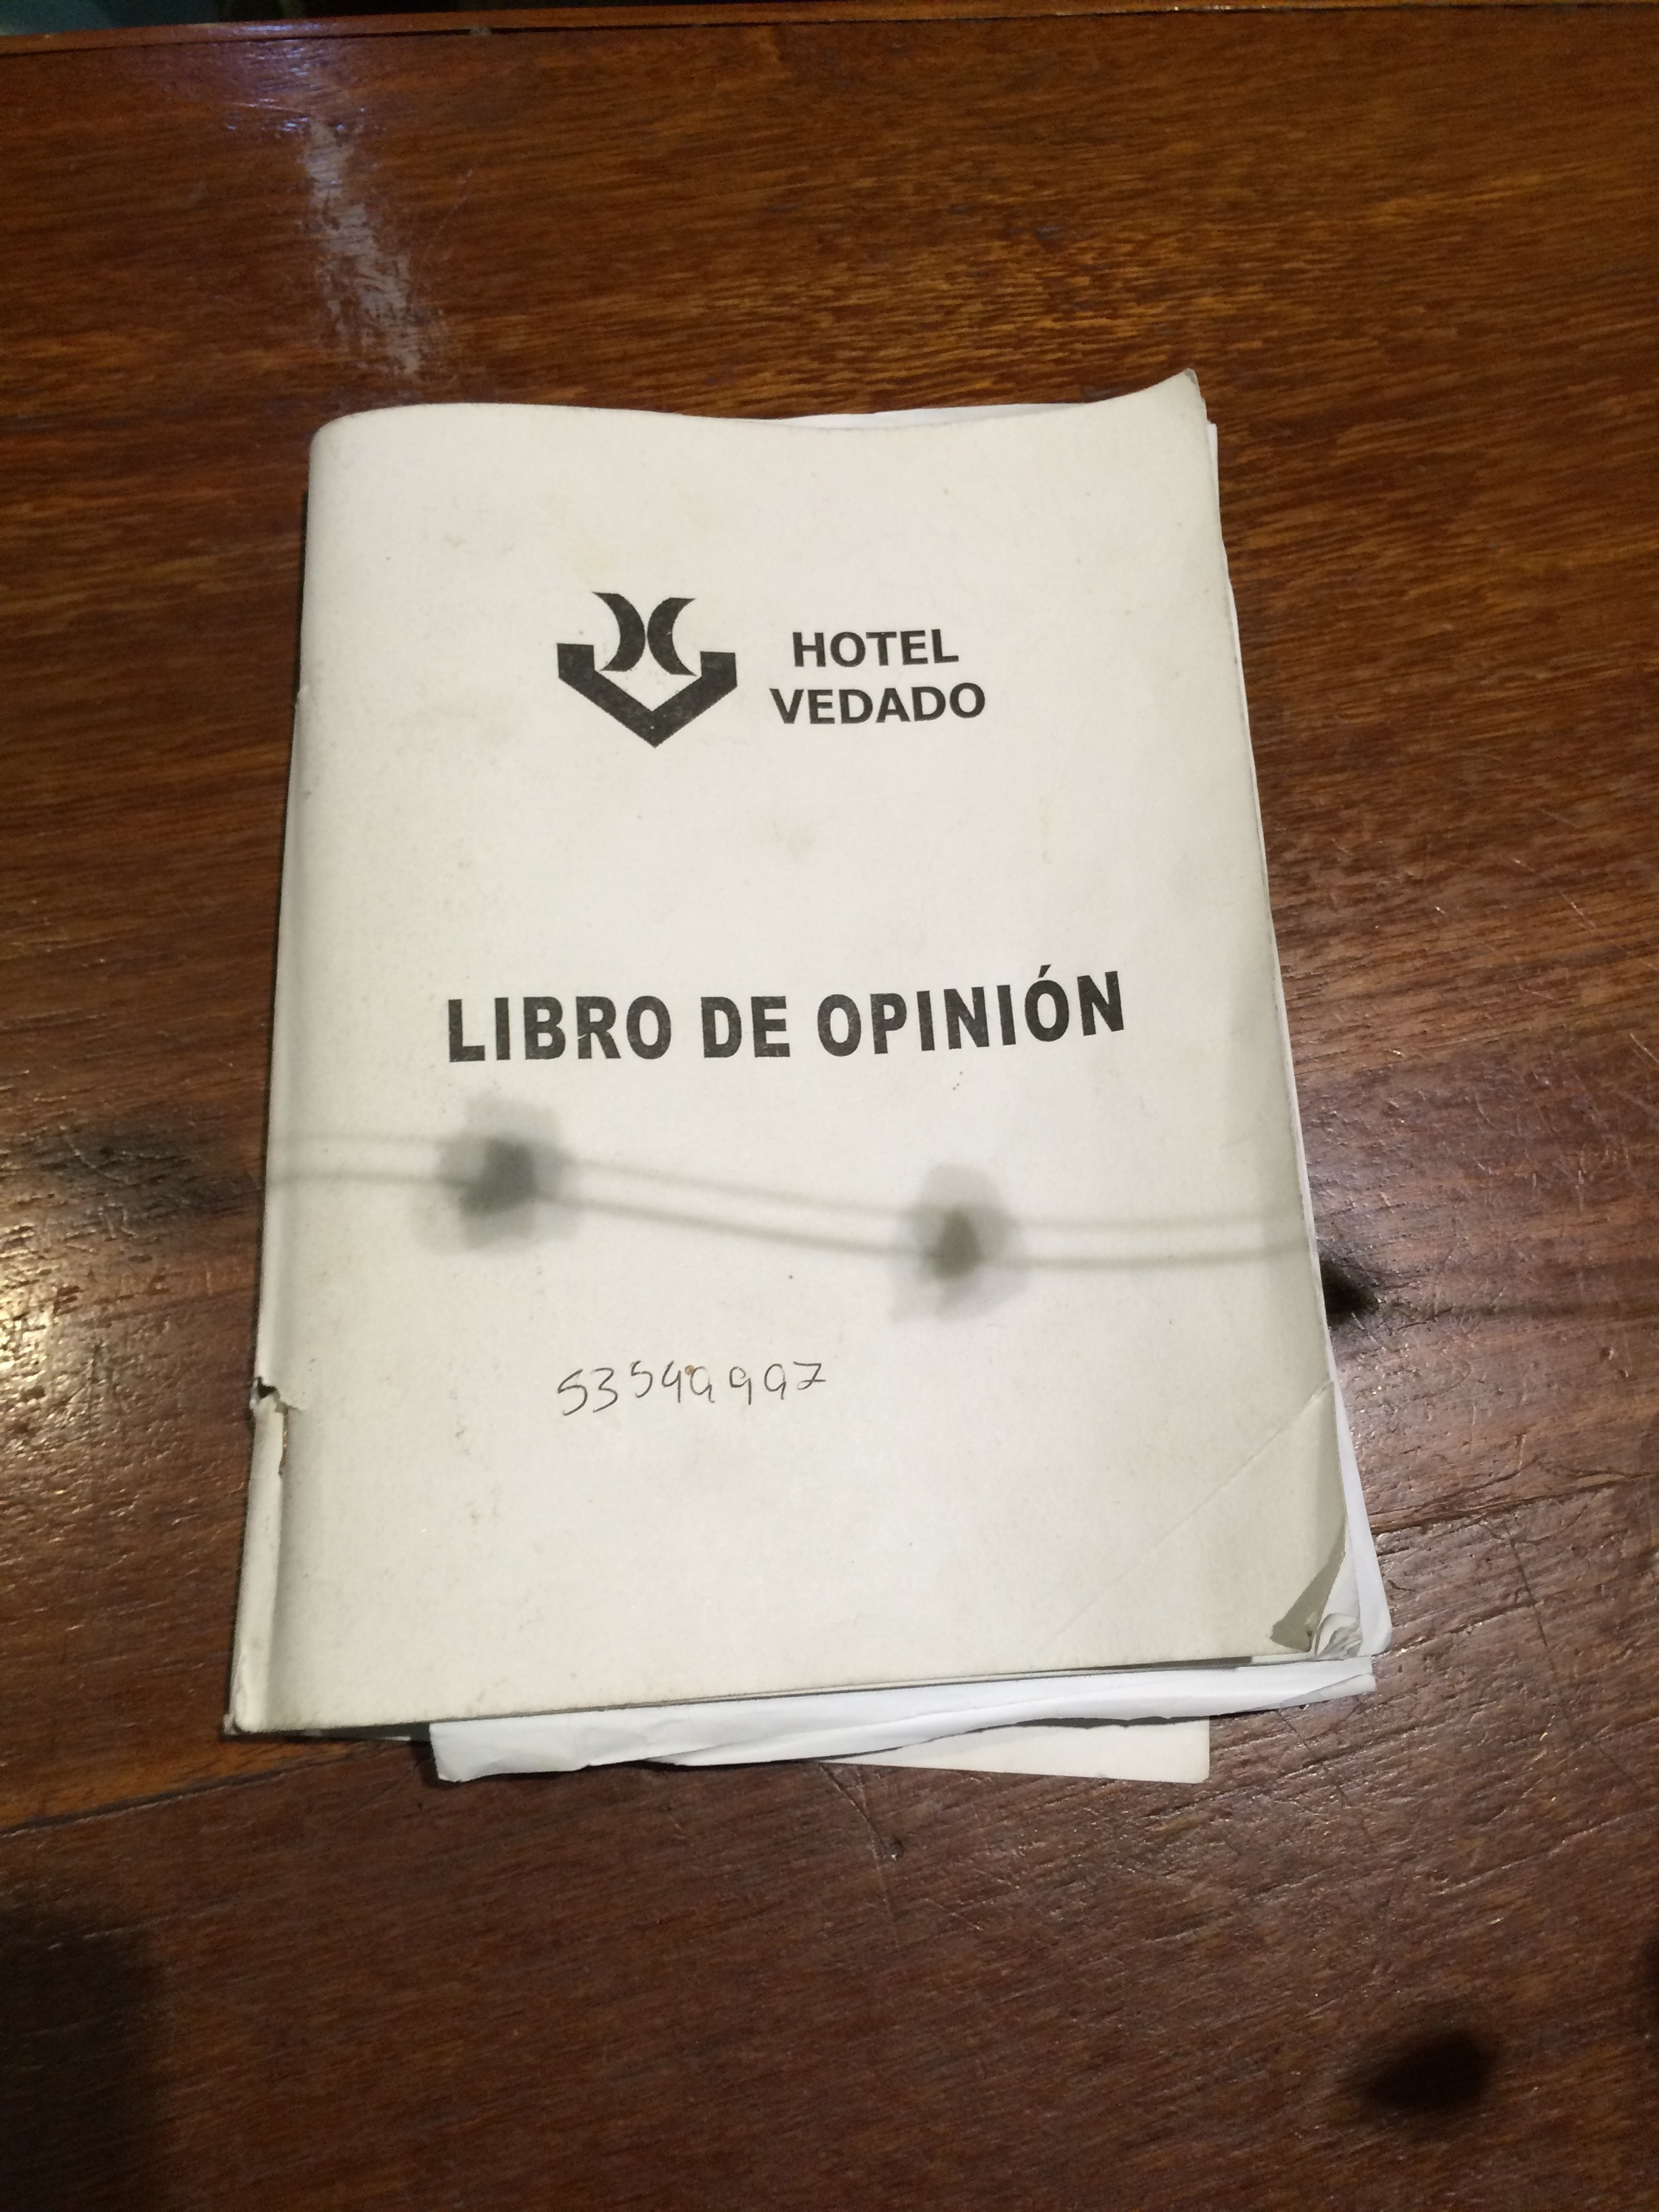 HOTEL
VEDADO
LIBRO DE OPINIÓN
53549997